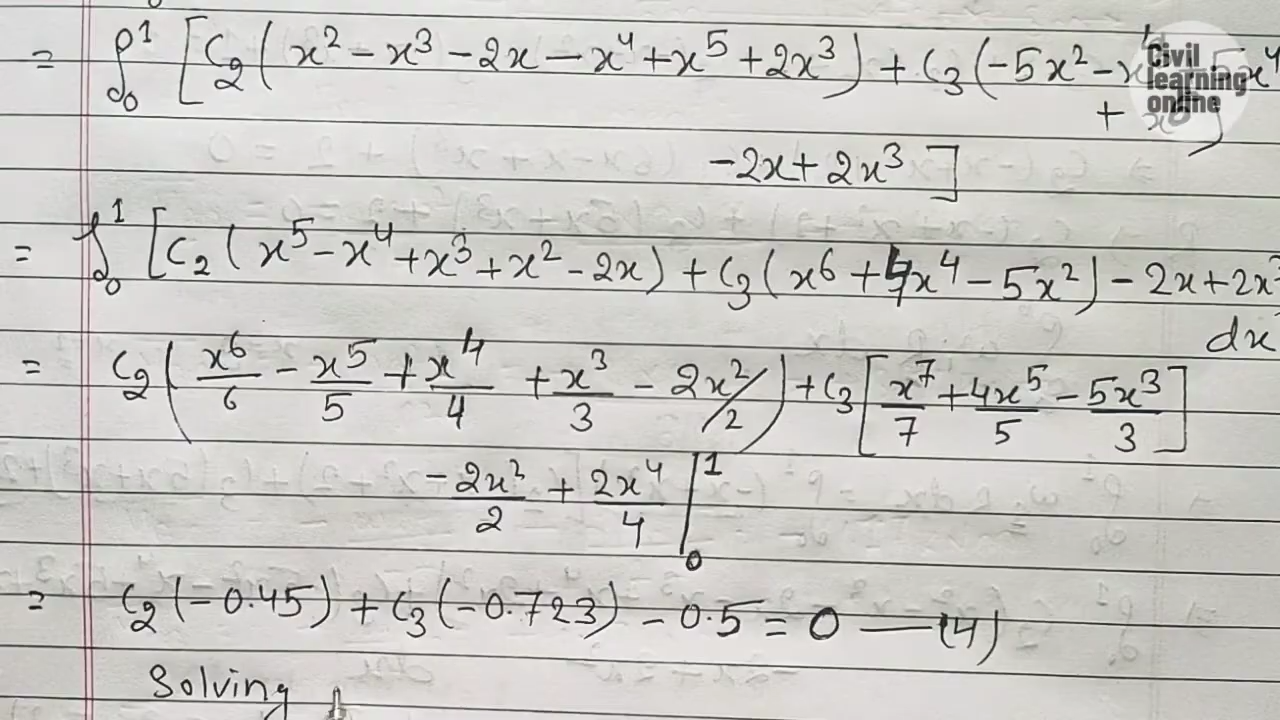 = ∫₀¹ [C₂(x² − x³ − 2x − x⁴ + x⁵ + 2x³) + C₃(−5x² −
+
−2x + 2x³ ]
= ∫₀¹ [C₂(x⁵ − x⁴ + x³ + x² − 2x) + C₃(x⁶ + 4x⁴ − 5x²) − 2x + 2x³
dx
= C₂(x⁶/6 − x⁵/5 + x⁴/4 + x³/3 − 2x²/2) + C₃[x⁷/7 + 4x⁵/5 − 5x³/3]
− 2x²/2 + 2x⁴/4 |₀¹
= C₂(−0.45) + C₃(−0.723) − 0.5 = 0 —(4)
Solving
Civil
learning
online